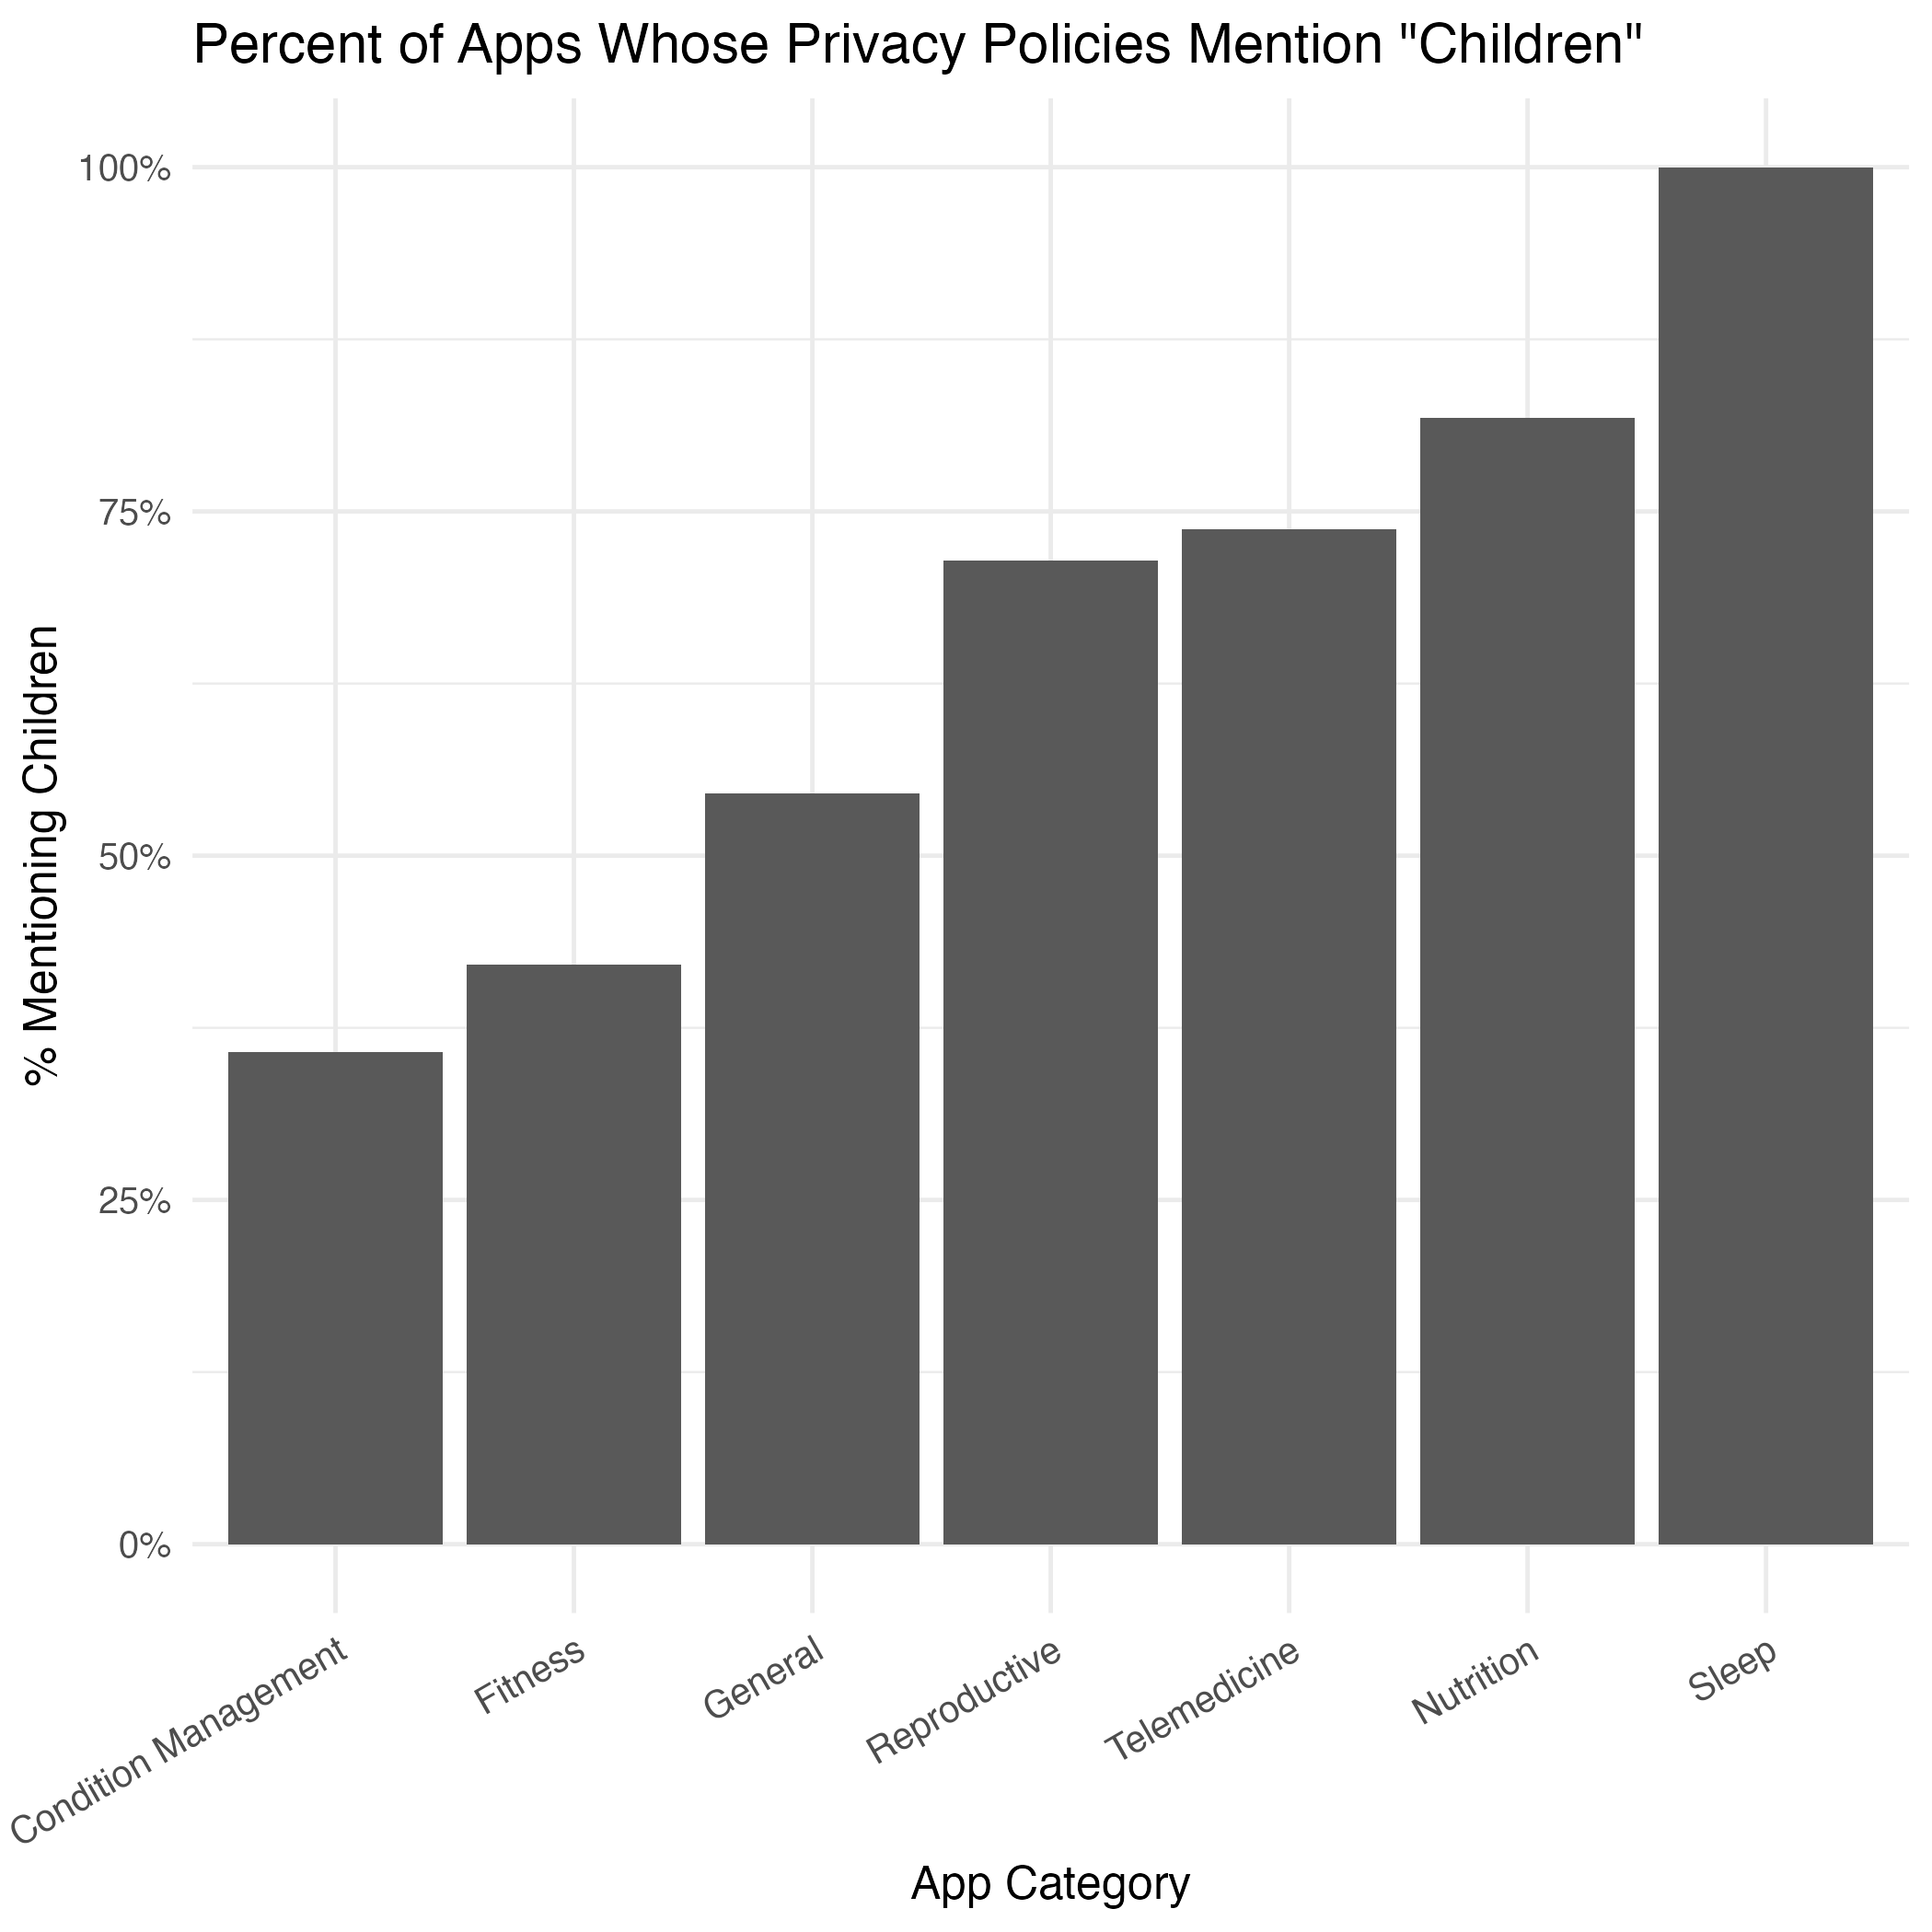 Percent of Apps Whose Privacy Policies Mention "Children"
100%
75%
50%
25%
0%
% Mentioning Children
Condition Management
Fitness
General
Reproductive
Telemedicine
Nutrition
Sleep
App Category